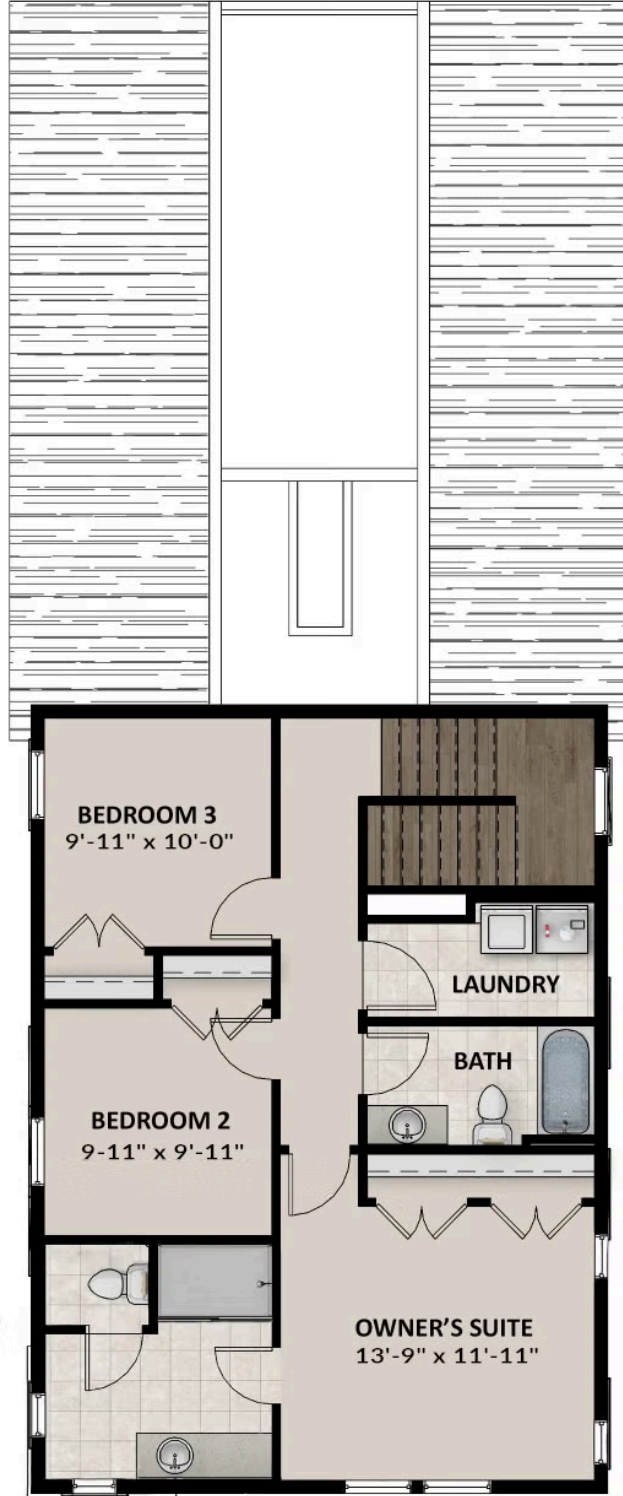 BEDROOM 3
9'-11" x 10'-0"
LAUNDRY
BATH
BEDROOM 2
9-11" x 9'-11"
OWNER'S SUITE
13'-9" x 11'-11"